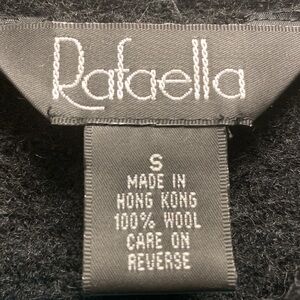 Rafaella
S
MADE IN
HONG KONG
100% WOOL
CARE ON
REVERSE